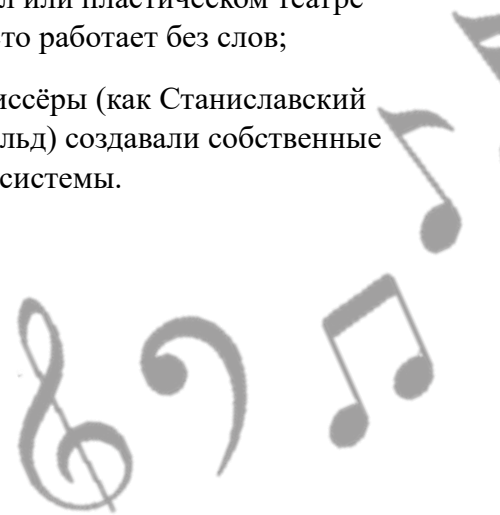 или пластическом театре
то работает без слов;
иссёры (как Станиславский
льд) создавали собственные
системы.